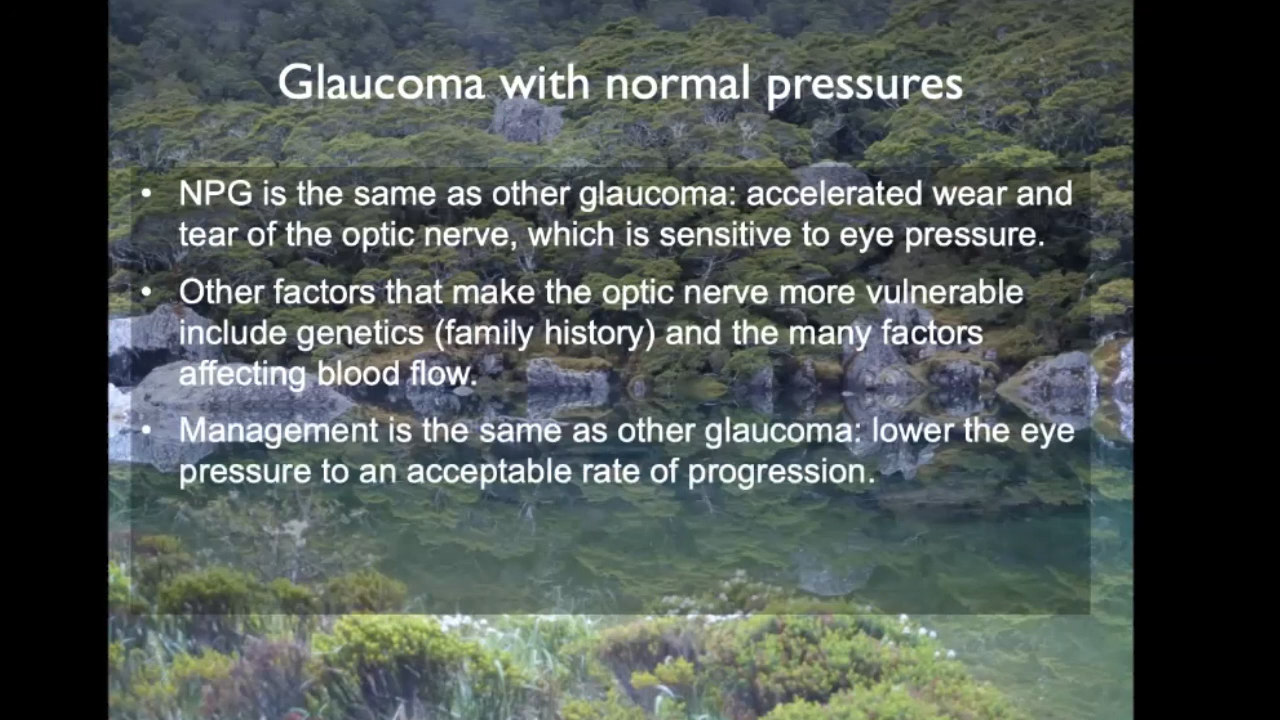 Glaucoma with normal pressures
• NPG is the same as other glaucoma: accelerated wear and
tear of the optic nerve, which is sensitive to eye pressure.
• Other factors that make the optic nerve more vulnerable
include genetics (family history) and the many factors
affecting blood flow.
• Management is the same as other glaucoma: lower the eye
pressure to an acceptable rate of progression.